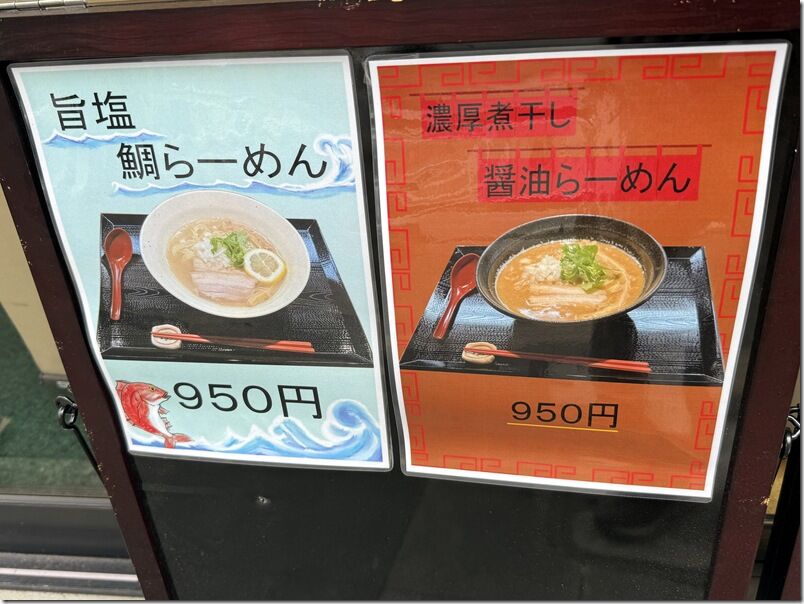 旨塩
鯛らーめん
950円
濃厚煮干し
醤油らーめん
950円